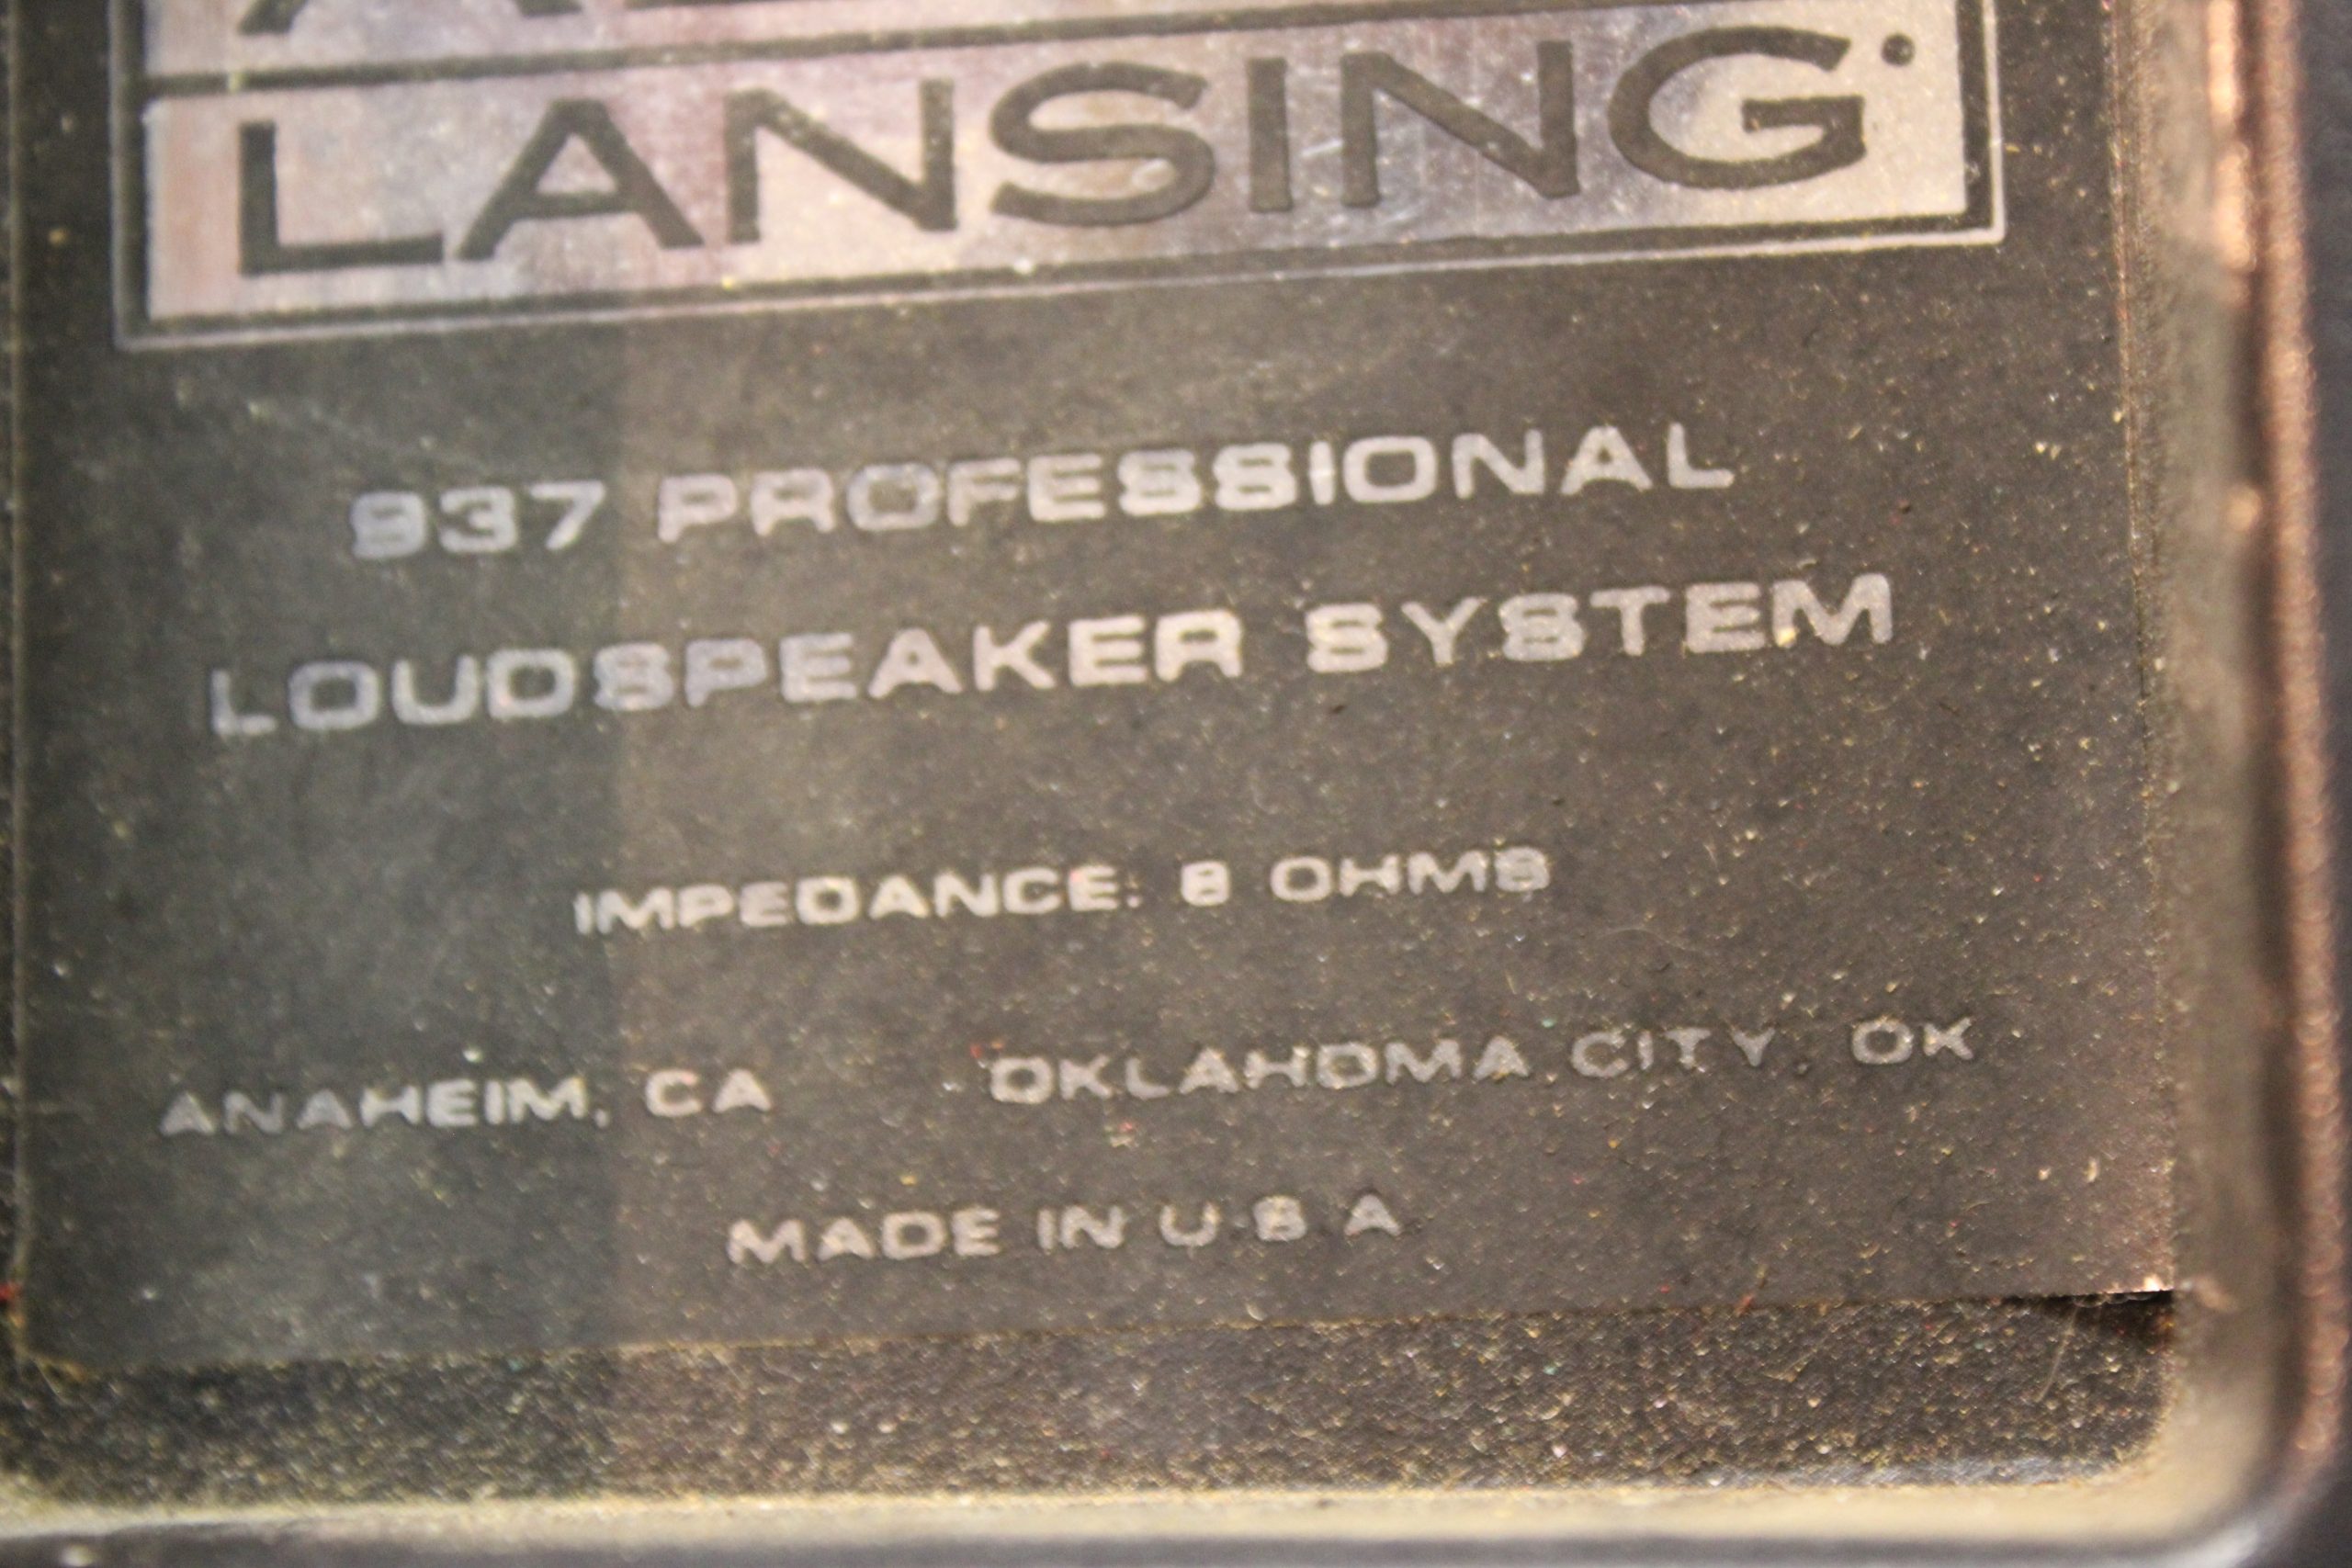 LANSING
937 PROFESSIONAL
LOUDSPEAKER SYSTEM
IMPEDANCE: 8 OHMS
ANAHEIM, CA OKLAHOMA CITY, OK
MADE IN U.S.A